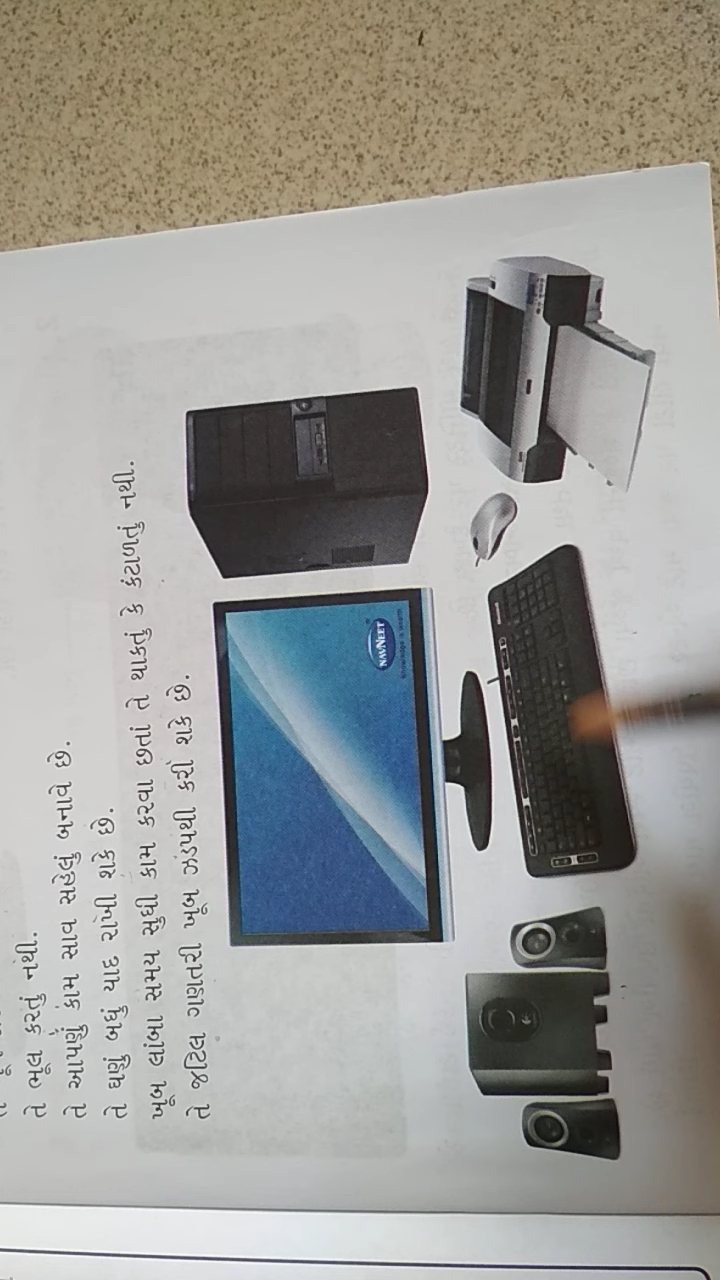 તે ભૂલ કરતું નથી.
તે આપણું કામ સાવ સહેલું બનાવે છે.
તે ઘણું બધું યાદ રાખી શકે છે.
ખૂબ લાંબા સમય સુધી કામ કરવા છતાં તે થાકતું કે કંટાળતું નથી.
તે જટિલ ગણતરી ખૂબ ઝડપથી કરી શકે છે.
NAVNEET